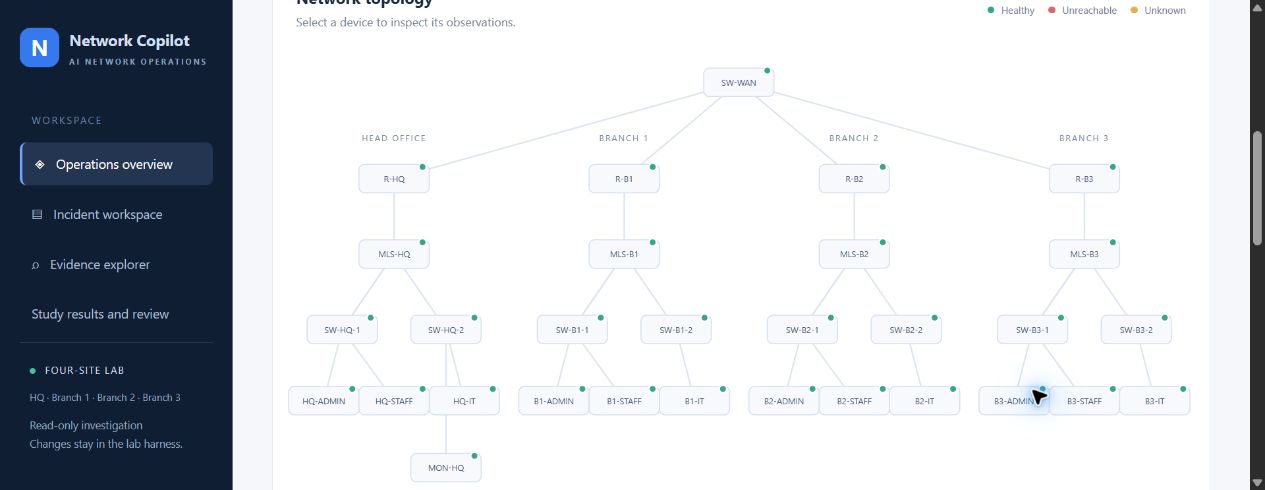 N
Network Copilot
AI NETWORK OPERATIONS
WORKSPACE
Operations overview
Incident workspace
Evidence explorer
Study results and review
FOUR-SITE LAB
HQ · Branch 1 · Branch 2 · Branch 3
Read-only investigation
Changes stay in the lab harness.
Network topology
Select a device to inspect its observations.
Healthy Unreachable Unknown
SW-WAN
HEAD OFFICE BRANCH 1 BRANCH 2 BRANCH 3
R-HQ R-B1 R-B2 R-B3
MLS-HQ MLS-B1 MLS-B2 MLS-B3
SW-HQ-1 SW-HQ-2 SW-B1-1 SW-B1-2 SW-B2-1 SW-B2-2 SW-B3-1 SW-B3-2
HQ-ADMIN HQ-STAFF HQ-IT B1-ADMIN B1-STAFF B1-IT B2-ADMIN B2-STAFF B2-IT B3-ADMIN B3-STAFF B3-IT
MON-HQ